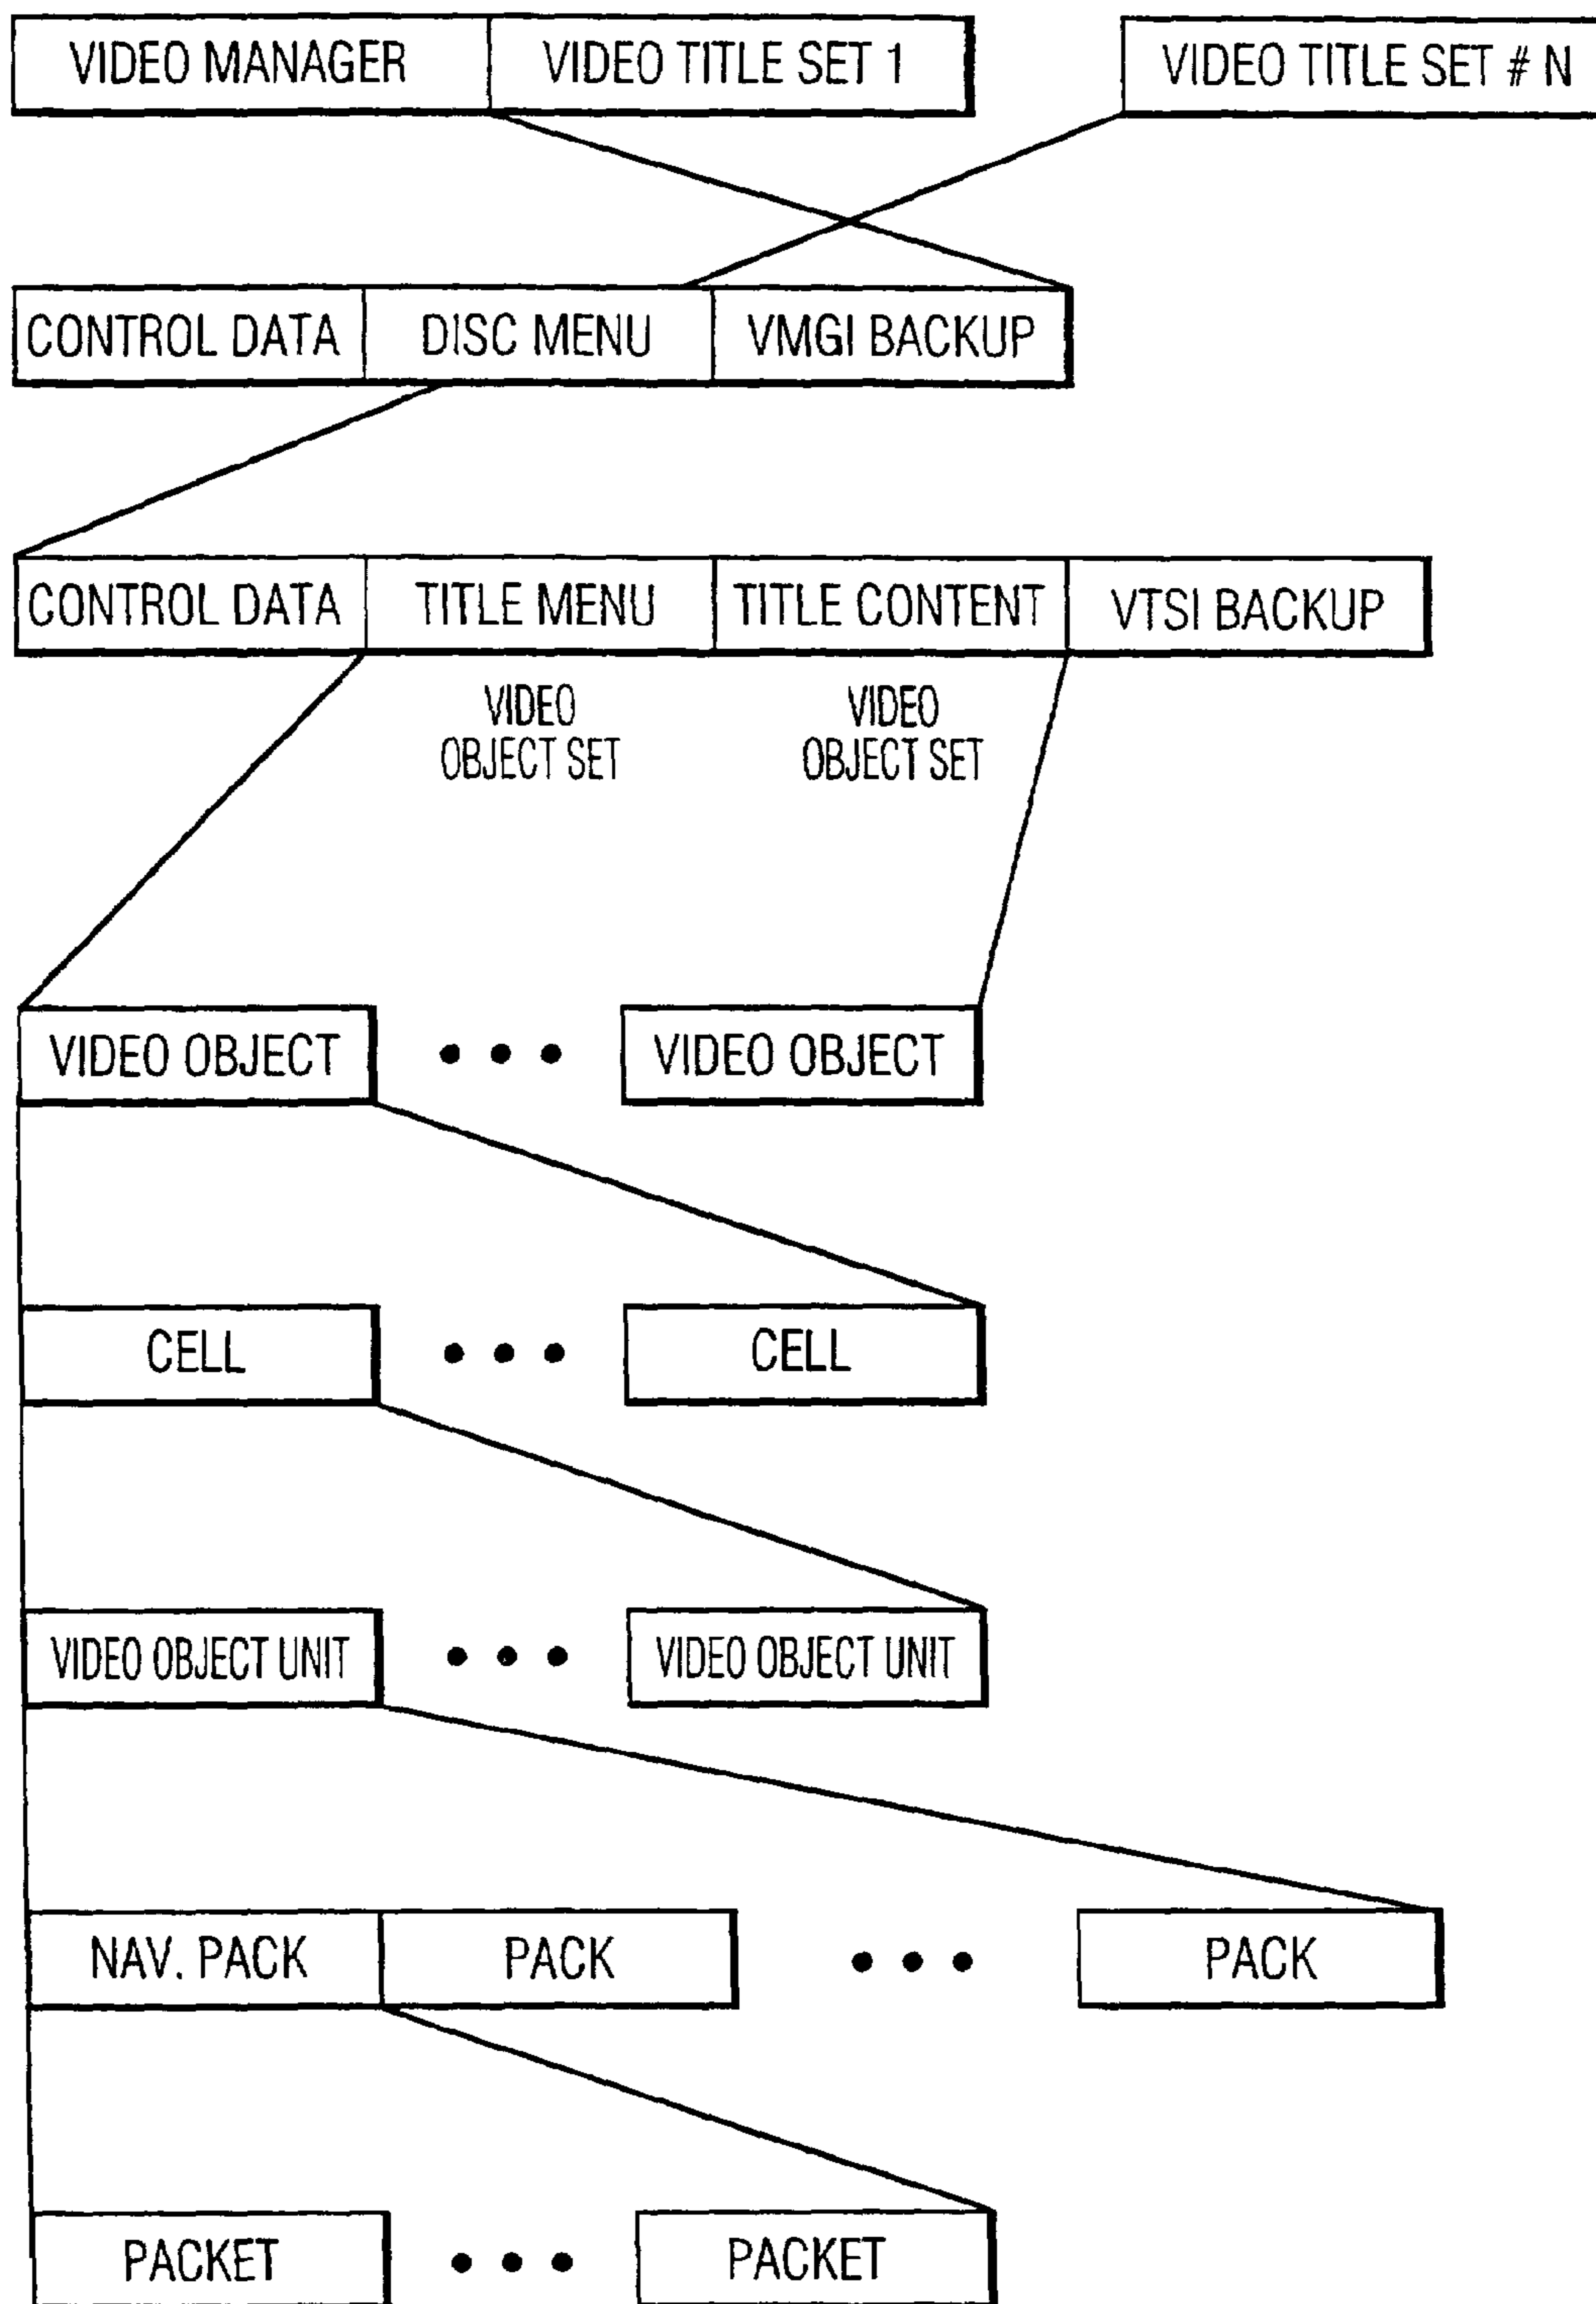 VIDEO MANAGER VIDEO TITLE SET 1 VIDEO TITLE SET # N
CONTROL DATA DISC MENU VMGI BACKUP
CONTROL DATA TITLE MENU TITLE CONTENT VTSI BACKUP
VIDEO OBJECT SET VIDEO OBJECT SET
VIDEO OBJECT • • • VIDEO OBJECT
CELL • • • CELL
VIDEO OBJECT UNIT • • • VIDEO OBJECT UNIT
NAV. PACK PACK • • • PACK
PACKET • • • PACKET